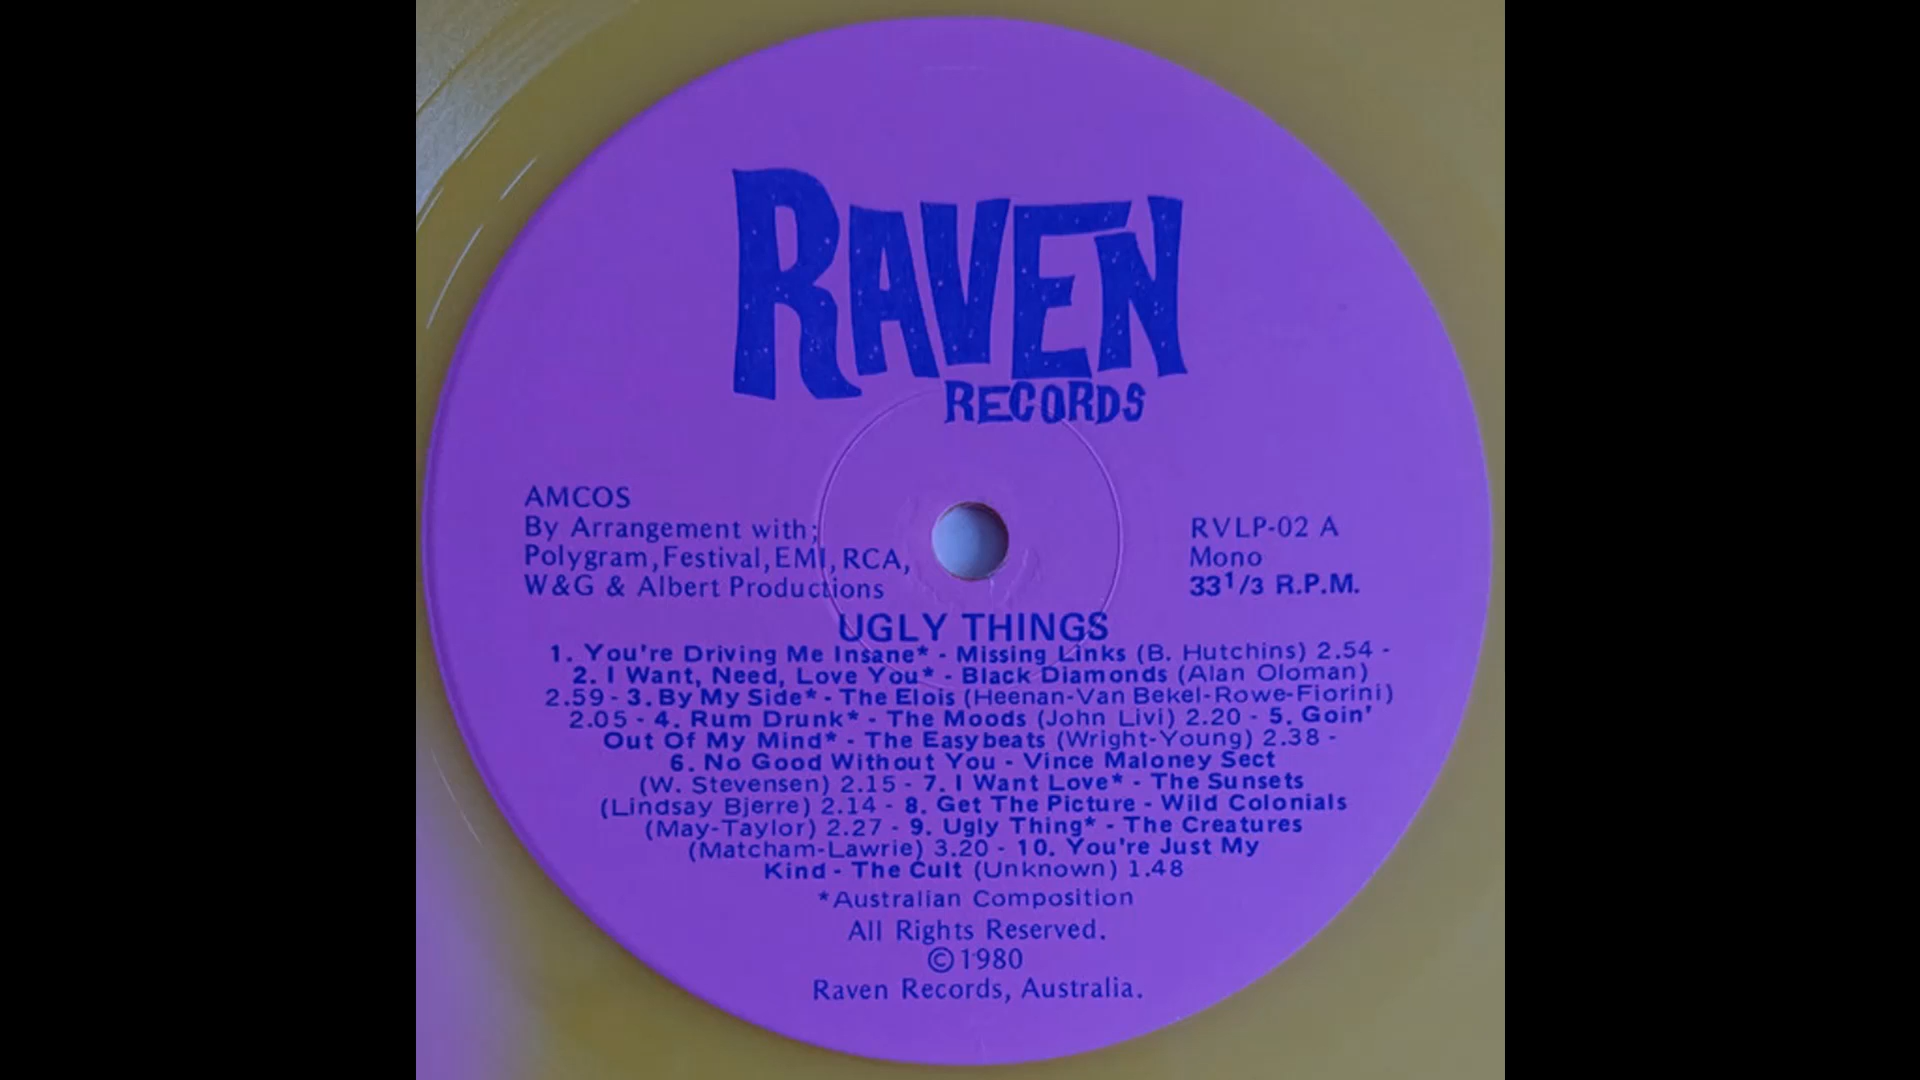 RAVEN
RECORDS
AMCOS
By Arrangement with;
Polygram, Festival, EMI, RCA,
W&G & Albert Productions
RVLP-02 A
Mono
33 1/3 R.P.M.
UGLY THINGS
1. You're Driving Me Insane* - Missing Links (B. Hutchins) 2.54 -
2. I Want, Need, Love You* - Black Diamonds (Alan Oloman)
2.59 - 3. By My Side* - The Elois (Heenan-Van Bekel-Rowe-Fiorini)
2.05 - 4. Rum Drunk* - The Moods (John Livi) 2.20 - 5. Goin'
Out Of My Mind* - The Easybeats (Wright-Young) 2.38 -
6. No Good Without You - Vince Maloney Sect
(W. Stevensen) 2.15 - 7. I Want Love* - The Sunsets
(Lindsay Bjerre) 2.14 - 8. Get The Picture - Wild Colonials
(May-Taylor) 2.27 - 9. Ugly Thing* - The Creatures
(Matcham-Lawrie) 3.20 - 10. You're Just My
Kind - The Cult (Unknown) 1.48
*Australian Composition
All Rights Reserved.
©1980
Raven Records, Australia.